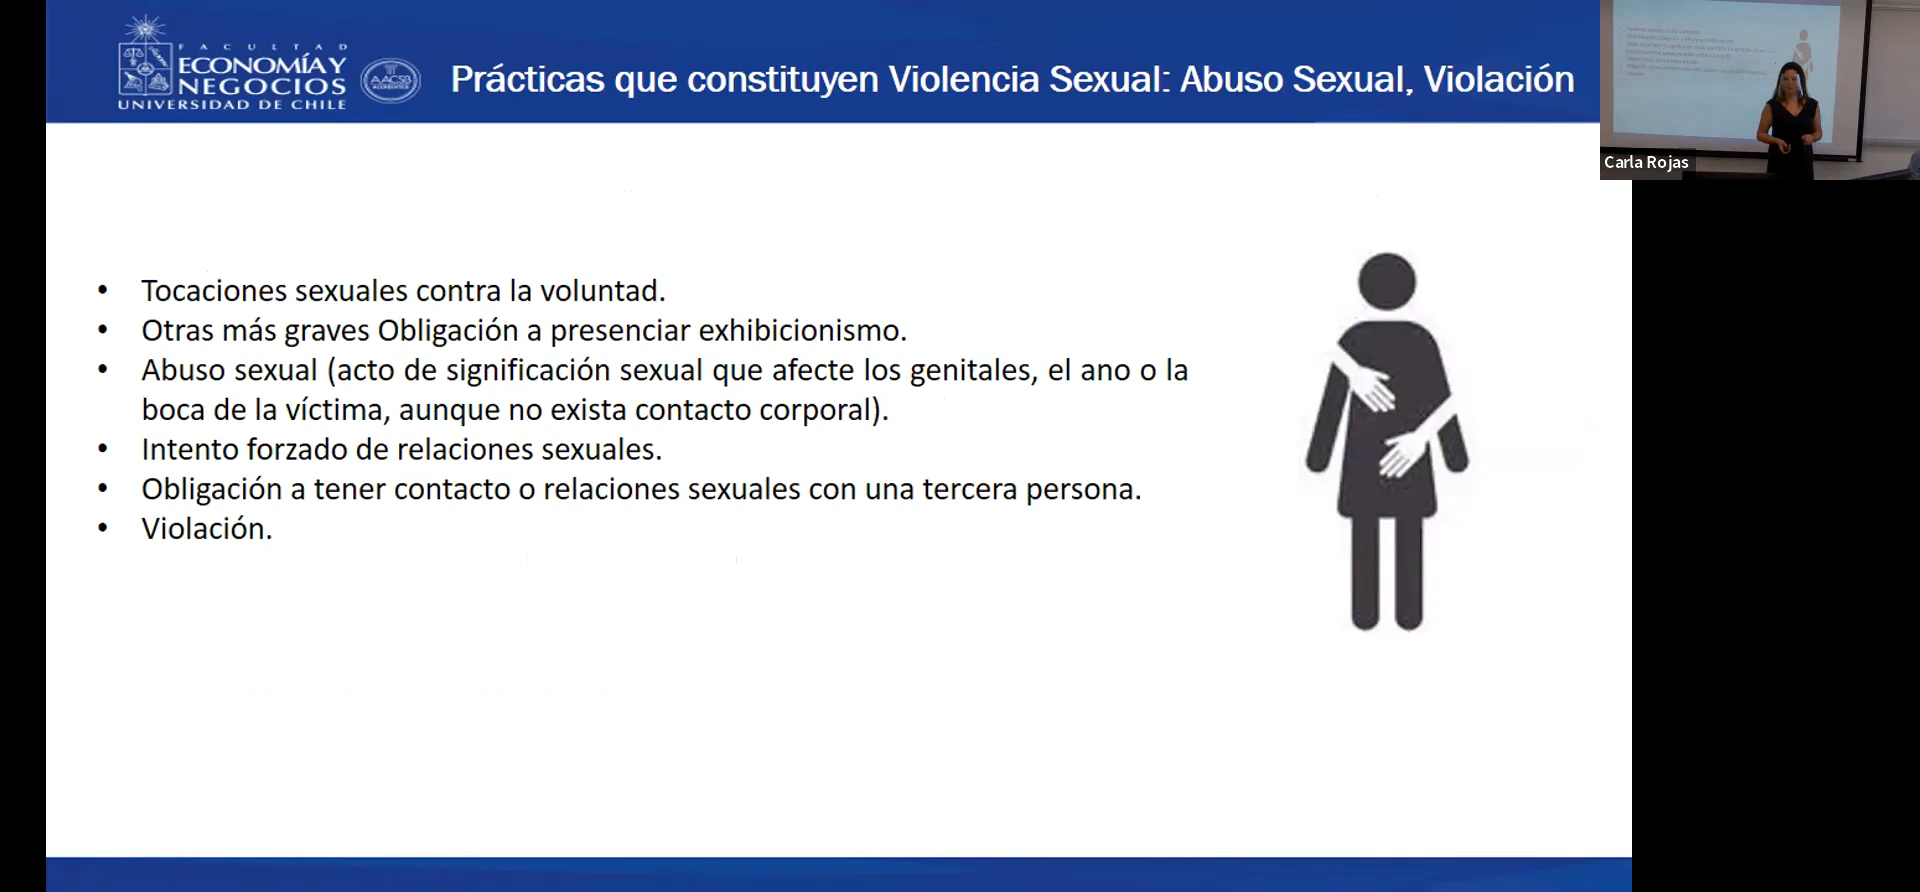 FACULTAD
ECONOMÍA Y
NEGOCIOS
UNIVERSIDAD DE CHILE
AACSB
ACCREDITED
Prácticas que constituyen Violencia Sexual: Abuso Sexual, Violación
Carla Rojas
• Tocaciones sexuales contra la voluntad.
• Otras más graves Obligación a presenciar exhibicionismo.
• Abuso sexual (acto de significación sexual que afecte los genitales, el ano o la
boca de la víctima, aunque no exista contacto corporal).
• Intento forzado de relaciones sexuales.
• Obligación a tener contacto o relaciones sexuales con una tercera persona.
• Violación.